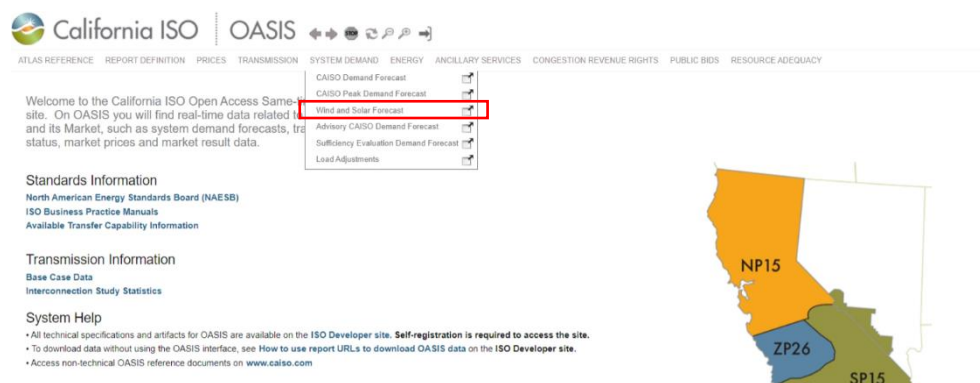 California ISO OASIS
ATLAS REFERENCE REPORT DEFINITION PRICES TRANSMISSION SYSTEM DEMAND ENERGY ANCILLARY SERVICES CONGESTION REVENUE RIGHTS PUBLIC BIDS RESOURCE ADEQUACY
CAISO Demand Forecast
CAISO Peak Demand Forecast
Wind and Solar Forecast
Advisory CAISO Demand Forecast
Sufficiency Evaluation Demand Forecast
Load Adjustments
Welcome to the California ISO Open Access Same-
site. On OASIS you will find real-time data related to
and its Market, such as system demand forecasts, tra
status, market prices and market result data.
Standards Information
North American Energy Standards Board (NAESB)
ISO Business Practice Manuals
Available Transfer Capability Information
Transmission Information
Base Case Data
Interconnection Study Statistics
System Help
• All technical specifications and artifacts for OASIS are available on the ISO Developer site. Self-registration is required to access the site.
• To download data without using the OASIS interface, see How to use report URLs to download OASIS data on the ISO Developer site.
• Access non-technical OASIS reference documents on www.caiso.com
NP15
ZP26
SP15